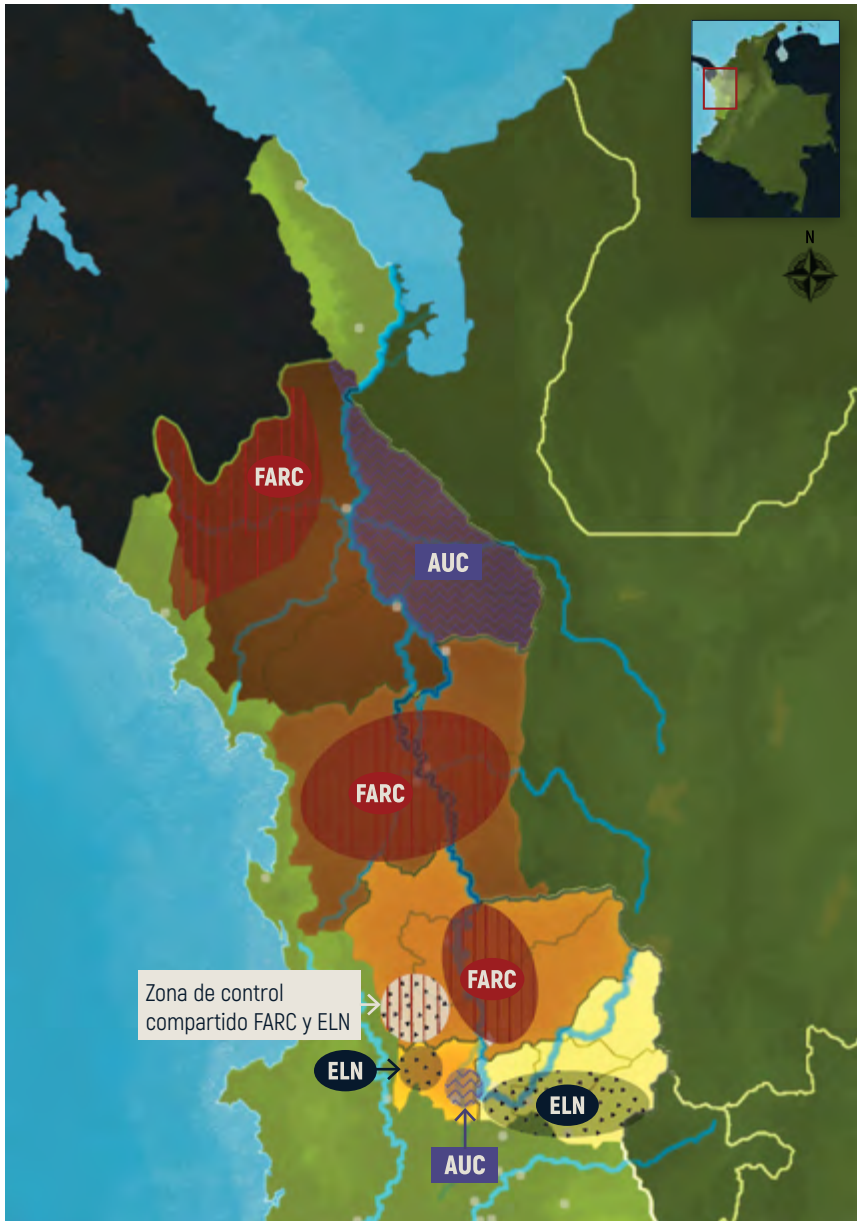 N
FARC
AUC
FARC
FARC
Zona de control
compartido FARC y ELN
ELN
ELN
AUC